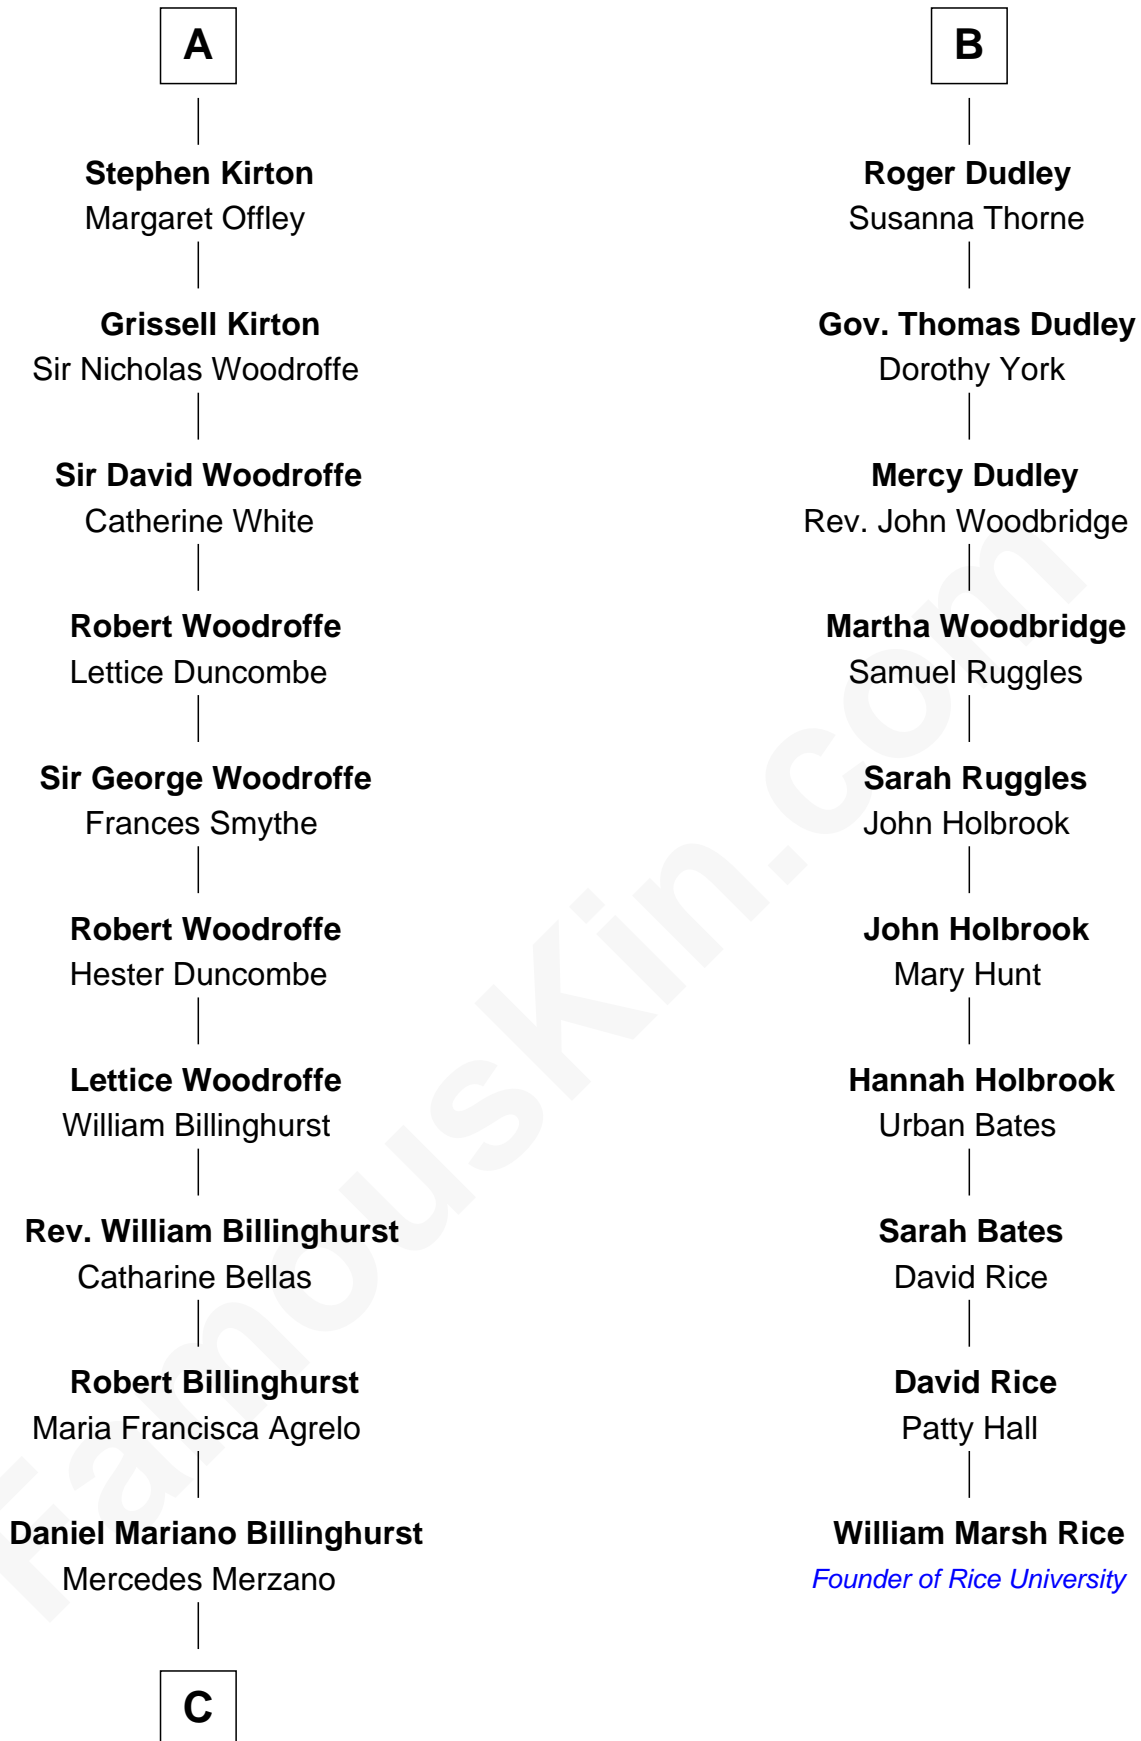 A
Stephen Kirton
Margaret Offley
Grissell Kirton
Sir Nicholas Woodroffe
Sir David Woodroffe
Catherine White
Robert Woodroffe
Lettice Duncombe
Sir George Woodroffe
Frances Smythe
Robert Woodroffe
Hester Duncombe
Lettice Woodroffe
William Billinghurst
Rev. William Billinghurst
Catharine Bellas
Robert Billinghurst
Maria Francisca Agrelo
Daniel Mariano Billinghurst
Mercedes Merzano
C
B
Roger Dudley
Susanna Thorne
Gov. Thomas Dudley
Dorothy York
Mercy Dudley
Rev. John Woodbridge
Martha Woodbridge
Samuel Ruggles
Sarah Ruggles
John Holbrook
John Holbrook
Mary Hunt
Hannah Holbrook
Urban Bates
Sarah Bates
David Rice
David Rice
Patty Hall
William Marsh Rice
Founder of Rice University
FamousKin.com